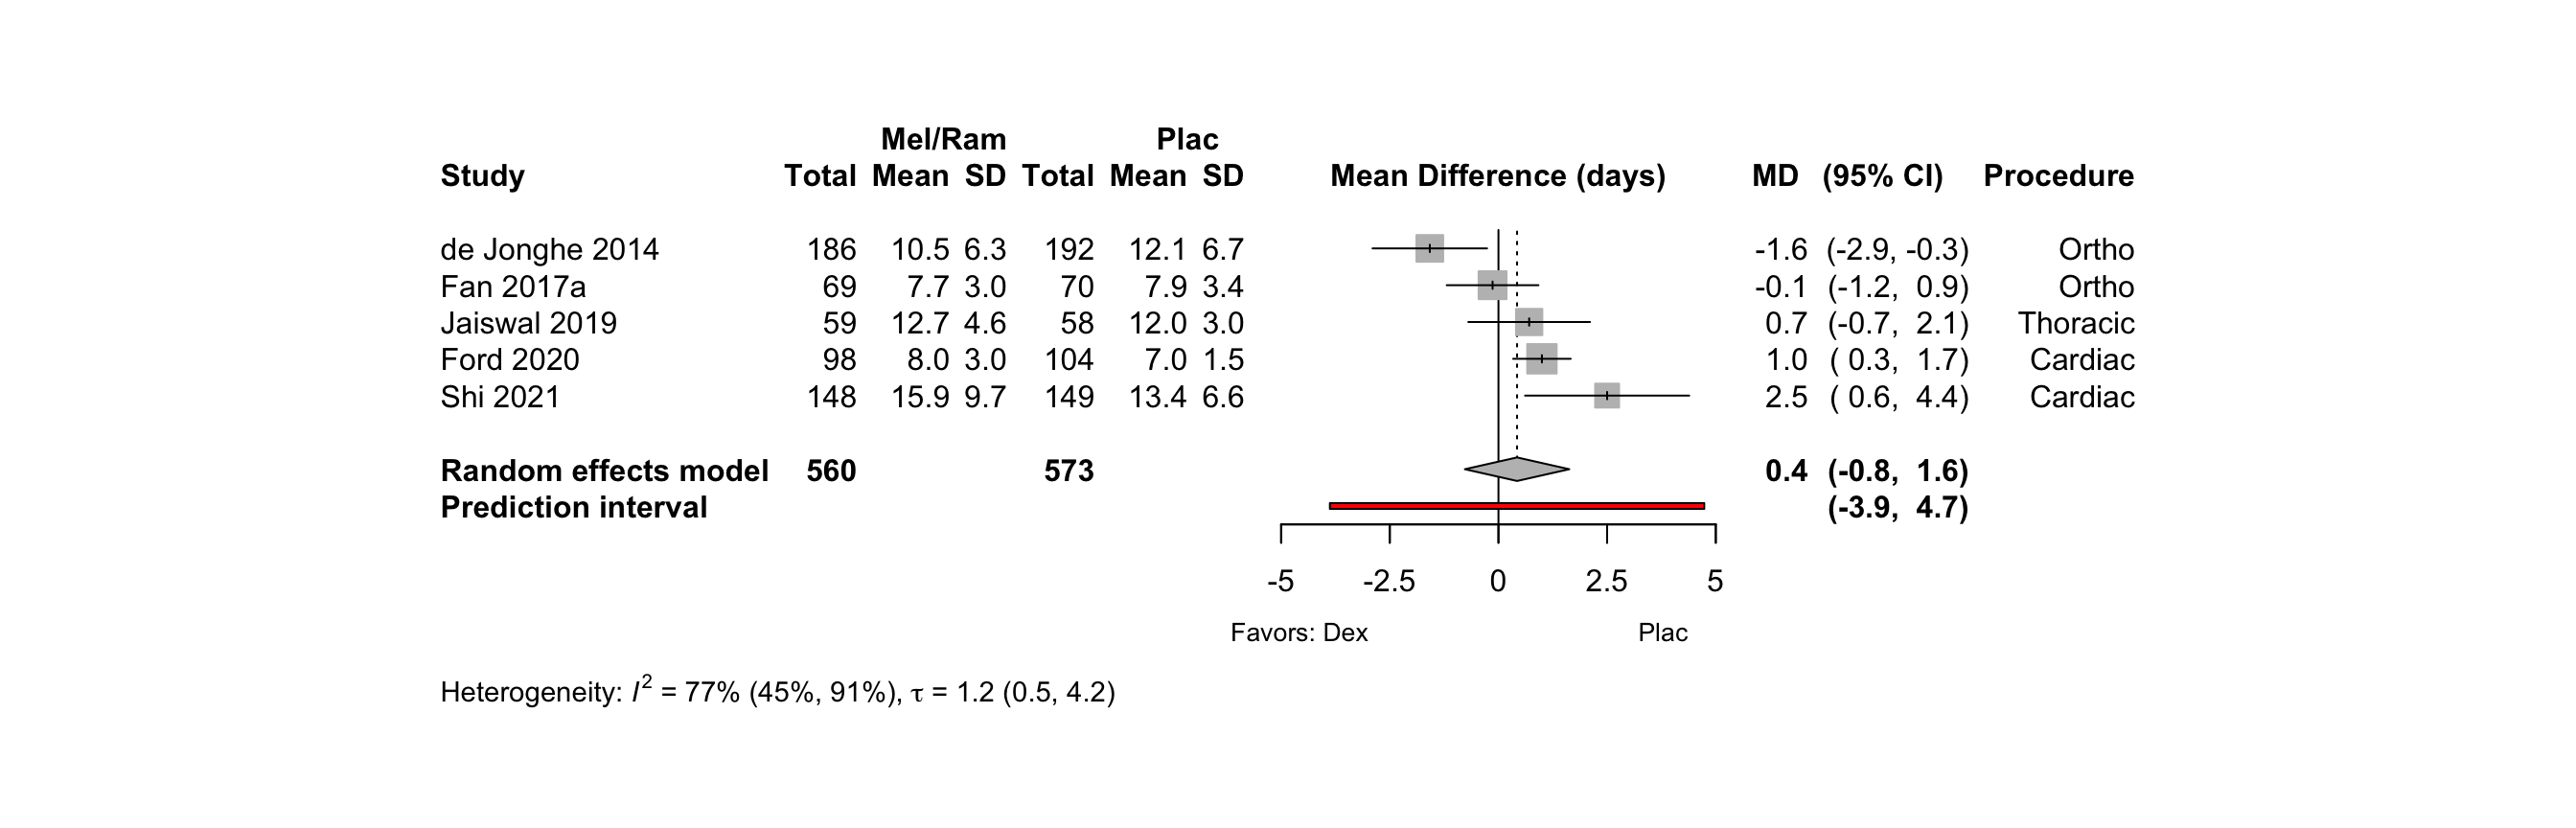 Mel/Ram Plac
Study Total Mean SD Total Mean SD Mean Difference (days) MD (95% CI) Procedure
de Jonghe 2014 186 10.5 6.3 192 12.1 6.7 -1.6 (-2.9, -0.3) Ortho
Fan 2017a 69 7.7 3.0 70 7.9 3.4 -0.1 (-1.2, 0.9) Ortho
Jaiswal 2019 59 12.7 4.6 58 12.0 3.0 0.7 (-0.7, 2.1) Thoracic
Ford 2020 98 8.0 3.0 104 7.0 1.5 1.0 ( 0.3, 1.7) Cardiac
Shi 2021 148 15.9 9.7 149 13.4 6.6 2.5 ( 0.6, 4.4) Cardiac
Random effects model 560 573 0.4 (-0.8, 1.6)
Prediction interval (-3.9, 4.7)
-5 -2.5 0 2.5 5
Favors: Dex Plac
Heterogeneity: I² = 77% (45%, 91%), τ = 1.2 (0.5, 4.2)